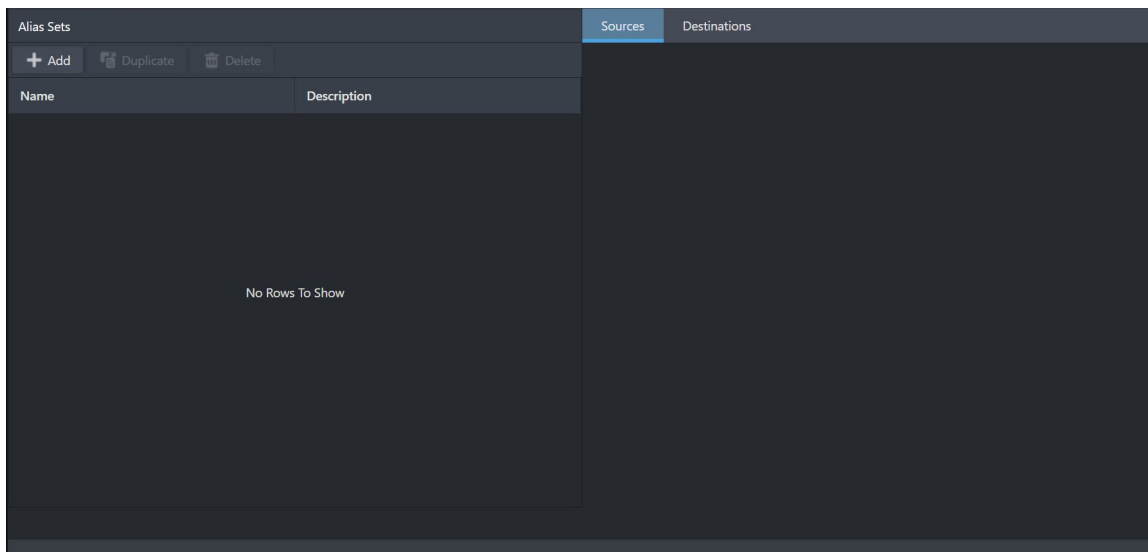 Alias Sets
Add Duplicate Delete
Name Description
No Rows To Show
Sources Destinations